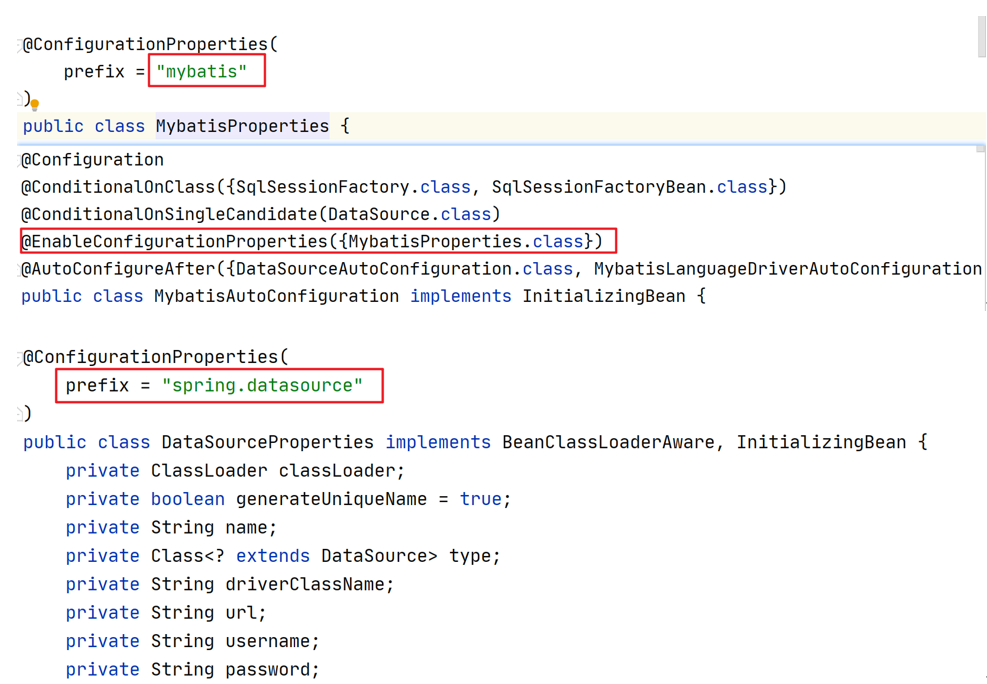 @ConfigurationProperties(
    prefix = "mybatis"
)
public class MybatisProperties {
@Configuration
@ConditionalOnClass({SqlSessionFactory.class, SqlSessionFactoryBean.class})
@ConditionalOnSingleCandidate(DataSource.class)
@EnableConfigurationProperties({MybatisProperties.class})
@AutoConfigureAfter({DataSourceAutoConfiguration.class, MybatisLanguageDriverAutoConfiguration
public class MybatisAutoConfiguration implements InitializingBean {
@ConfigurationProperties(
    prefix = "spring.datasource"
)
public class DataSourceProperties implements BeanClassLoaderAware, InitializingBean {
    private ClassLoader classLoader;
    private boolean generateUniqueName = true;
    private String name;
    private Class<? extends DataSource> type;
    private String driverClassName;
    private String url;
    private String username;
    private String password;